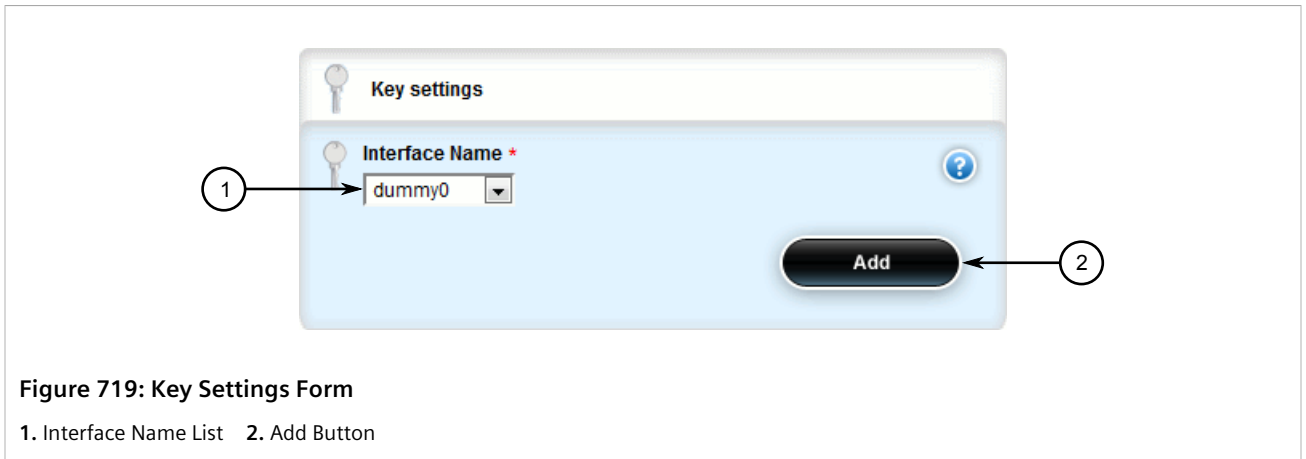 Key settings
Interface Name *
?
1
dummy0
Add
2
Figure 719: Key Settings Form
1. Interface Name List 2. Add Button